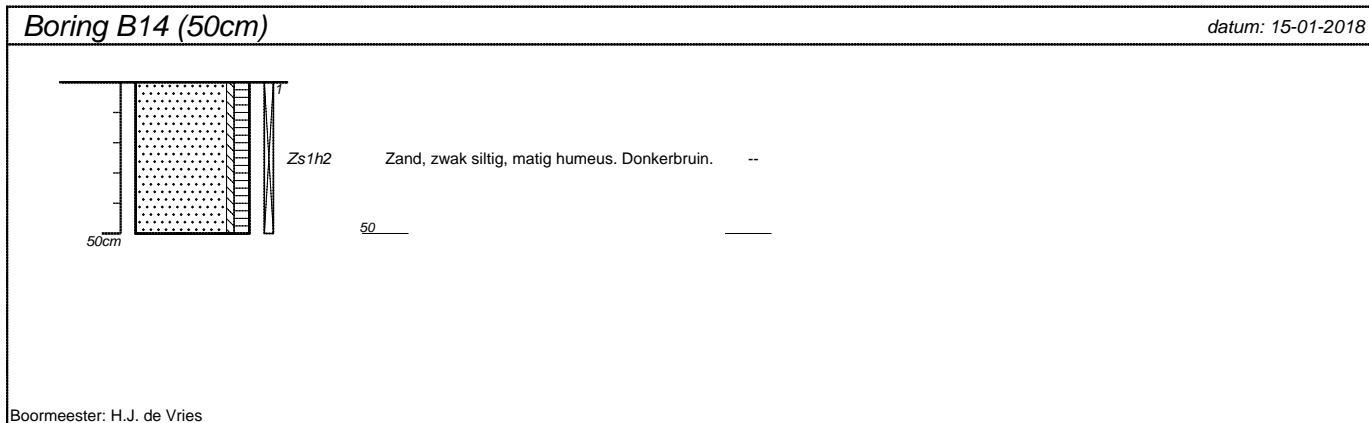 Boring B14 (50cm)
datum: 15-01-2018
1
Zs1h2
Zand, zwak siltig, matig humeus. Donkerbruin.
--
50
50cm
Boormeester: H.J. de Vries